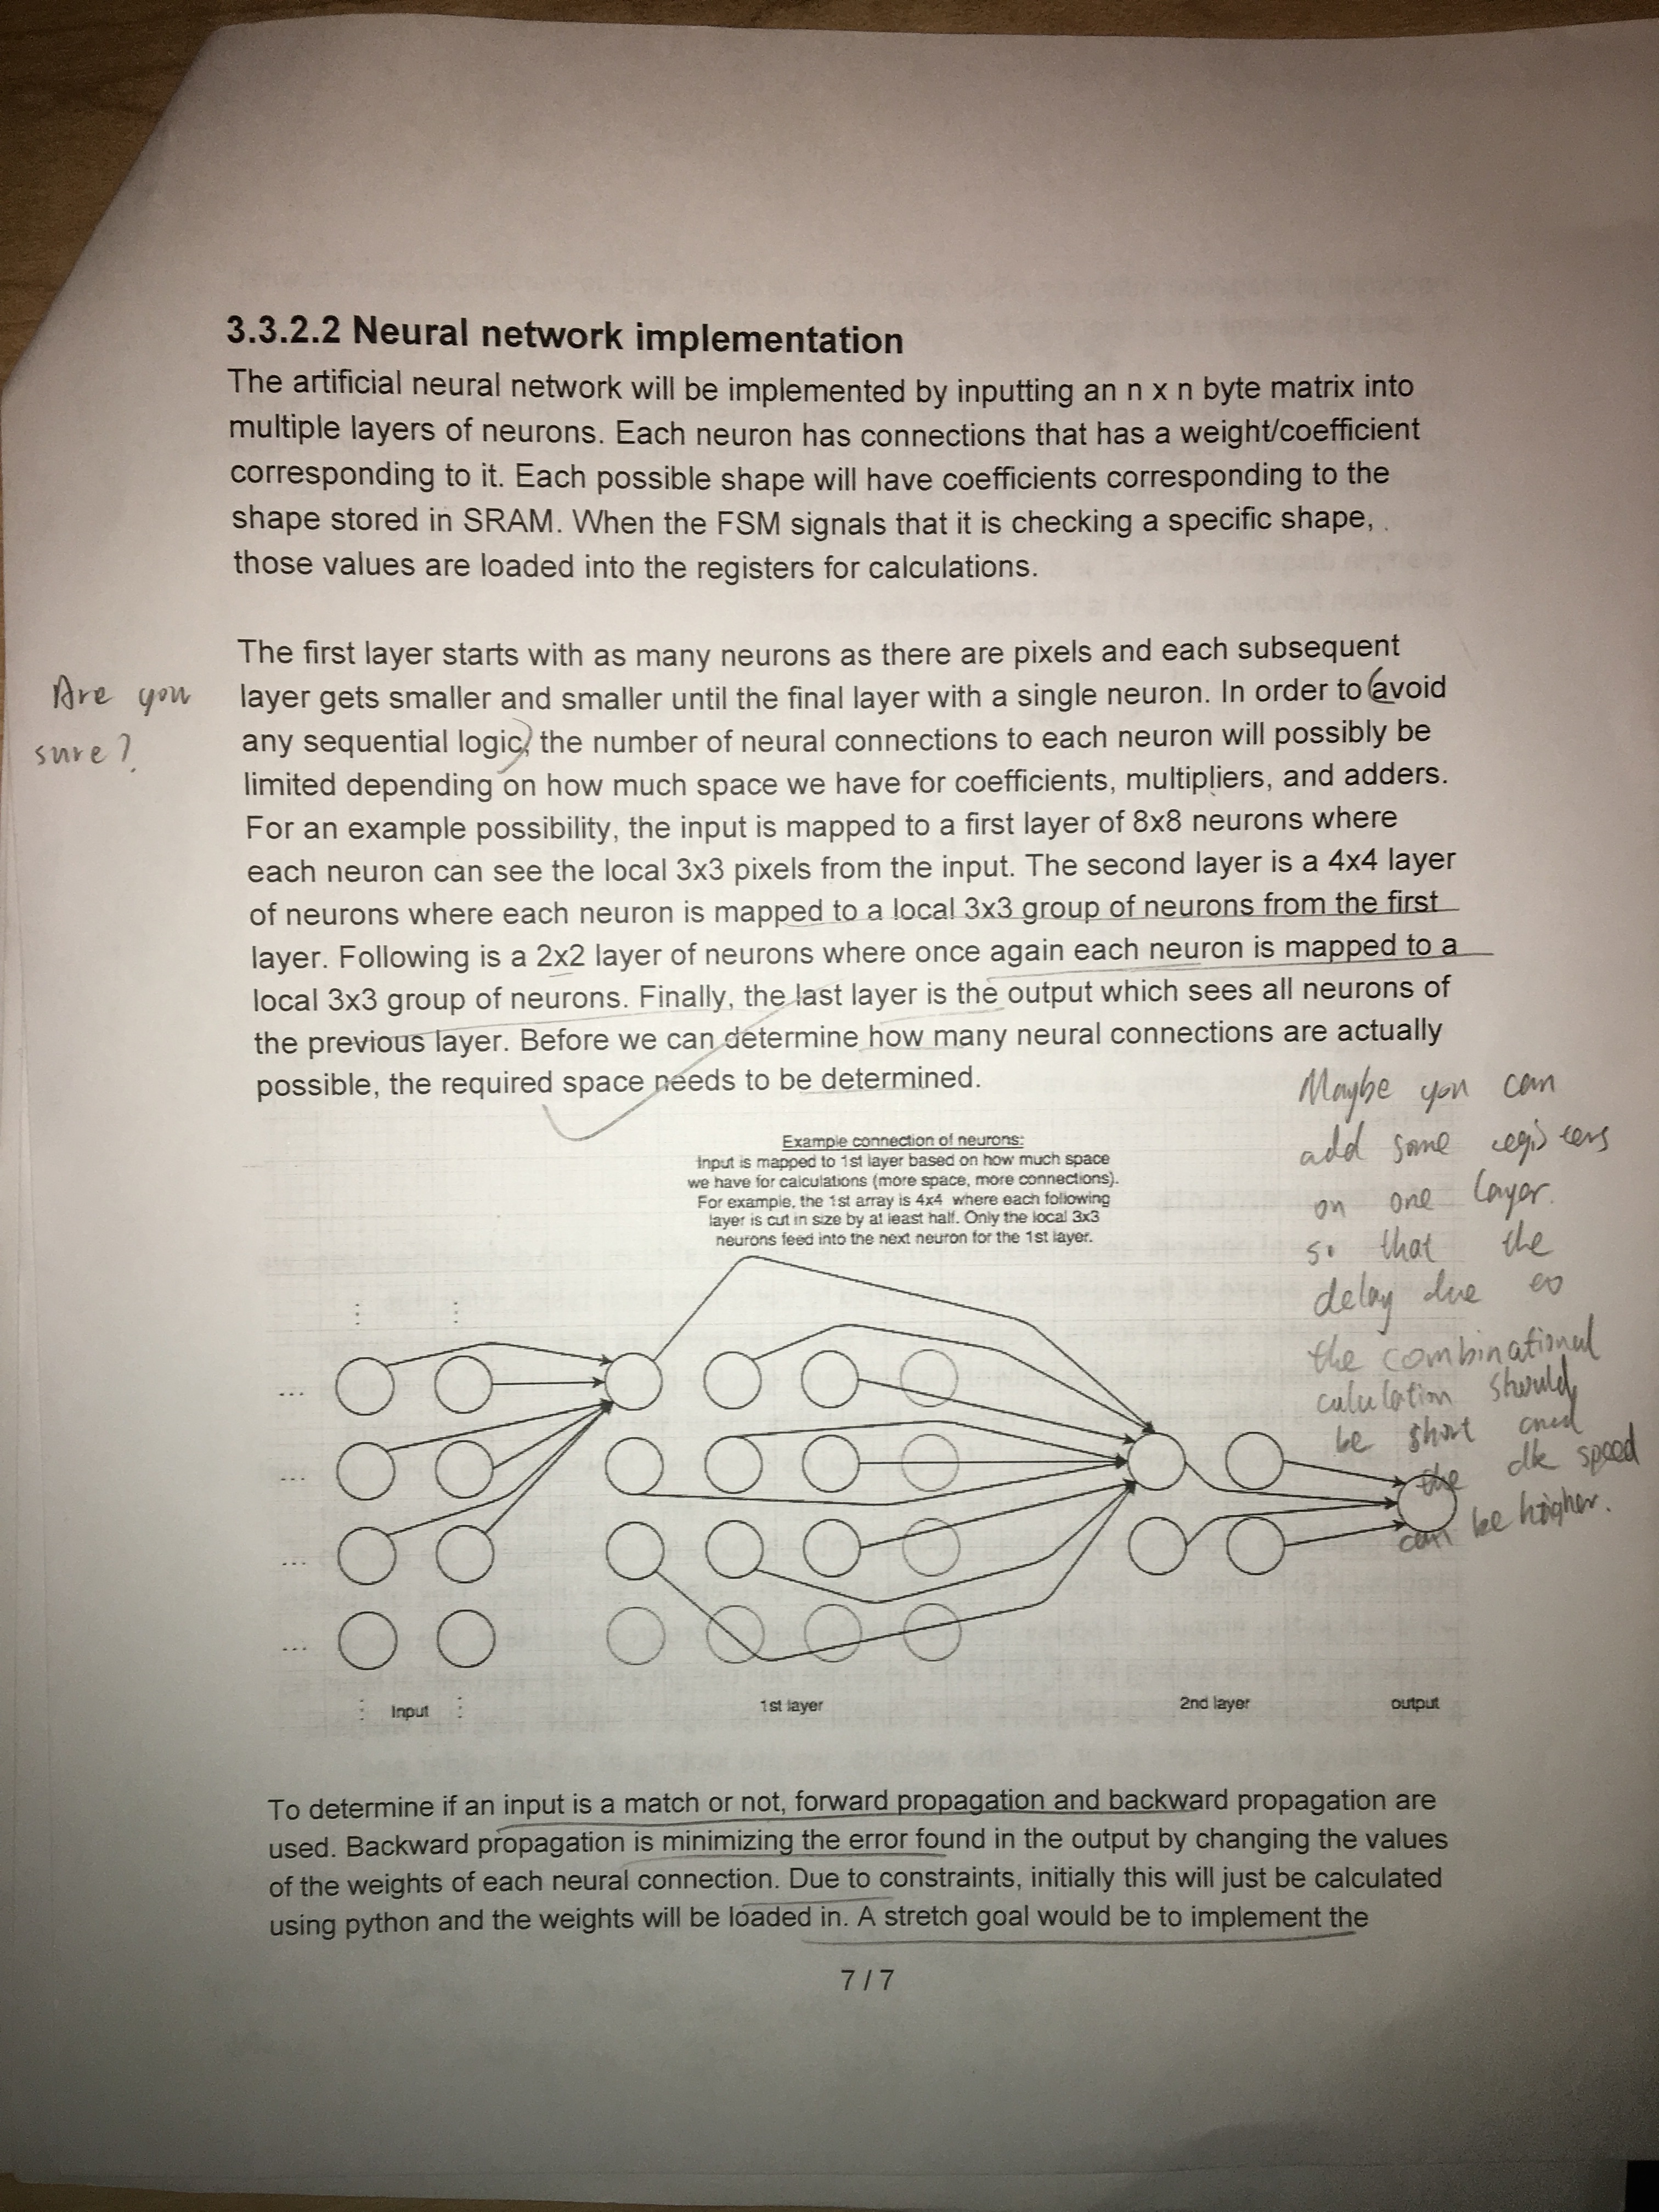 3.3.2.2 Neural network implementation
The artificial neural network will be implemented by inputting an n x n byte matrix into
multiple layers of neurons. Each neuron has connections that has a weight/coefficient
corresponding to it. Each possible shape will have coefficients corresponding to the
shape stored in SRAM. When the FSM signals that it is checking a specific shape,
those values are loaded into the registers for calculations.
The first layer starts with as many neurons as there are pixels and each subsequent
layer gets smaller and smaller until the final layer with a single neuron. In order to (avoid
any sequential logic,) the number of neural connections to each neuron will possibly be
limited depending on how much space we have for coefficients, multipliers, and adders.
For an example possibility, the input is mapped to a first layer of 8x8 neurons where
each neuron can see the local 3x3 pixels from the input. The second layer is a 4x4 layer
of neurons where each neuron is mapped to a local 3x3 group of neurons from the first
layer. Following is a 2x2 layer of neurons where once again each neuron is mapped to a
local 3x3 group of neurons. Finally, the last layer is the output which sees all neurons of
the previous layer. Before we can determine how many neural connections are actually
possible, the required space needs to be determined.
Are you
sure?
Maybe you can
add some registers
on one layer.
so that the
delay due to
the combinational
calculation should
be short and
the clk speed
can be higher.
Example connection of neurons:
Input is mapped to 1st layer based on how much space
we have for calculations (more space, more connections).
For example, the 1st array is 4x4 where each following
layer is cut in size by at least half. Only the local 3x3
neurons feed into the next neuron for the 1st layer.
...
...
...
...
Input
1st layer
2nd layer
output
To determine if an input is a match or not, forward propagation and backward propagation are
used. Backward propagation is minimizing the error found in the output by changing the values
of the weights of each neural connection. Due to constraints, initially this will just be calculated
using python and the weights will be loaded in. A stretch goal would be to implement the
7 / 7